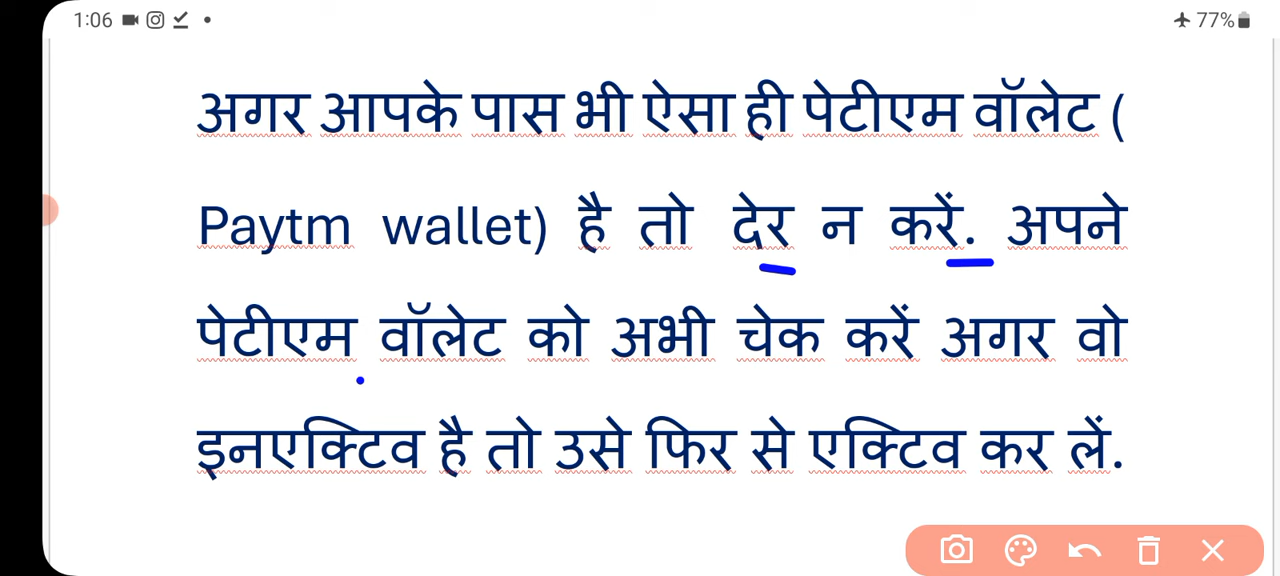 1:06
77%
अगर आपके पास भी ऐसा ही पेटीएम वॉलेट (
Paytm wallet) है तो देर न करें. अपने
पेटीएम वॉलेट को अभी चेक करें अगर वो
इनएक्टिव है तो उसे फिर से एक्टिव कर लें.